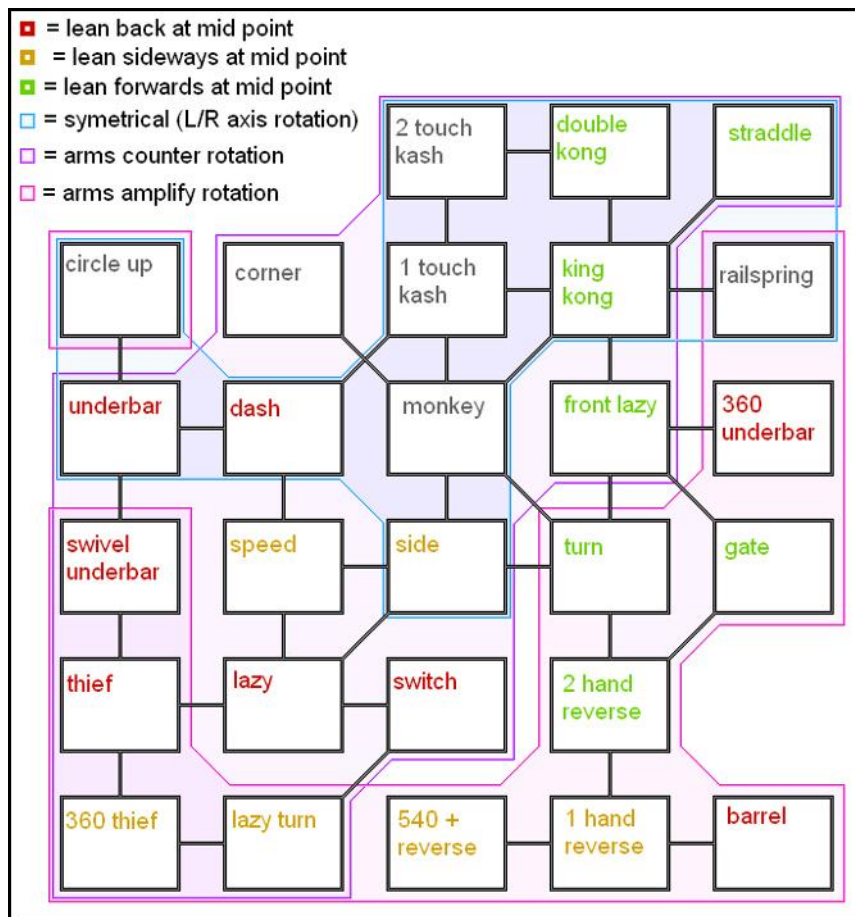 = lean back at mid point
= lean sideways at mid point
= lean forwards at mid point
= symetrical (L/R axis rotation)
= arms counter rotation
= arms amplify rotation
2 touch
kash
double
kong
straddle
circle up
corner
1 touch
kash
king
kong
railspring
underbar
dash
monkey
front lazy
360
underbar
swivel
underbar
speed
side
turn
gate
thief
lazy
switch
2 hand
reverse
360 thief
lazy turn
540 +
reverse
1 hand
reverse
barrel